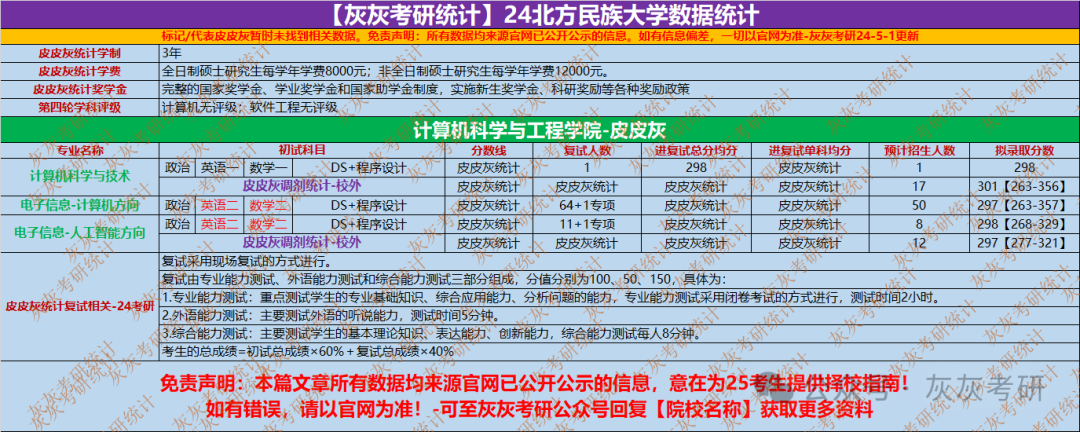 【灰灰考研统计】24北方民族大学数据统计
标记/代表皮皮灰暂时未找到相关数据。免责声明：所有数据均来源官网已公开公示的信息。如有信息偏差，一切以官网为准-灰灰考研24-5-1更新
皮皮灰统计学制 3年
皮皮灰统计学费 全日制硕士研究生每学年学费8000元；非全日制硕士研究生每学年学费12000元。
皮皮灰统计奖学金 完整的国家奖学金、学业奖学金和国家助学金制度，实施新生奖学金、科研奖励等各种奖励政策
第四轮学科评级 计算机无评级；软件工程无评级
计算机科学与工程学院-皮皮灰
专业名称 初试科目 分数线 复试人数 进复试总分均分 进复试单科均分 预计招生人数 拟录取分数
计算机科学与技术 政治 英语一 数学一 DS+程序设计 皮皮灰统计 1 298 皮皮灰统计 1 298
皮皮灰调剂统计-校外 皮皮灰统计 皮皮灰统计 皮皮灰统计 皮皮灰统计 17 301【263-356】
电子信息-计算机方向 政治 英语二 数学二 DS+程序设计 皮皮灰统计 64+1专项 皮皮灰统计 皮皮灰统计 50 297【263-357】
电子信息-人工智能方向 政治 英语二 数学二 DS+程序设计 皮皮灰统计 11+1专项 皮皮灰统计 皮皮灰统计 8 298【268-329】
皮皮灰调剂统计-校外 皮皮灰统计 皮皮灰统计 皮皮灰统计 皮皮灰统计 12 297【277-321】
皮皮灰统计复试相关-24考研
复试采用现场复试的方式进行。
复试由专业能力测试、外语能力测试和综合能力测试三部分组成，分值分别为100、50、150，具体为：
1.专业能力测试：重点测试学生的专业基础知识、综合应用能力、分析问题的能力，专业能力测试采用闭卷考试的方式进行，测试时间2小时。
2.外语能力测试：主要测试外语的听说能力，测试时间5分钟。
3.综合能力测试：主要测试学生的基本理论知识、表达能力、创新能力，综合能力测试每人8分钟。
考生的总成绩=初试总成绩×60%＋复试总成绩×40%
免责声明：本篇文章所有数据均来源官网已公开公示的信息，意在为25考生提供择校指南！
如有错误，请以官网为准！-可至灰灰考研公众号回复【院校名称】获取更多资料
公众号 灰灰考研
灰灰考研统计